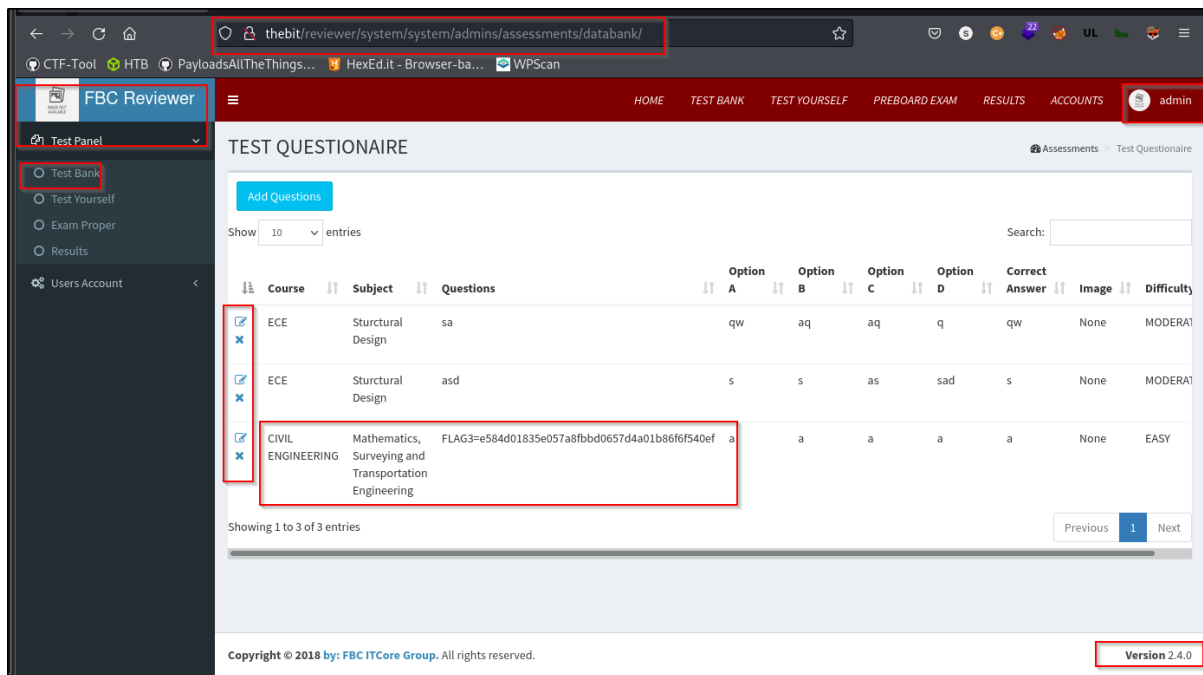 thebit/reviewer/system/system/admins/assessments/databank/
22
UL
CTF-Tool HTB PayloadsAllTheThings... HexEd.it - Browser-ba... WPScan
FBC Reviewer
HOME TEST BANK TEST YOURSELF PREBOARD EXAM RESULTS ACCOUNTS admin
Test Panel
Test Bank
Test Yourself
Exam Proper
Results
Users Account
TEST QUESTIONAIRE
Assessments > Test Questionaire
Add Questions
Show 10 entries
Search:
Course Subject Questions Option A Option B Option C Option D Correct Answer Image Difficulty
ECE Sturctural Design sa qw aq aq q qw None MODERAT
ECE Sturctural Design asd s s as sad s None MODERAT
CIVIL ENGINEERING Mathematics, Surveying and Transportation Engineering FLAG3=e584d01835e057a8fbbd0657d4a01b86f6f540ef a a a a a None EASY
Showing 1 to 3 of 3 entries
Previous 1 Next
Copyright © 2018 by: FBC ITCore Group. All rights reserved.
Version 2.4.0